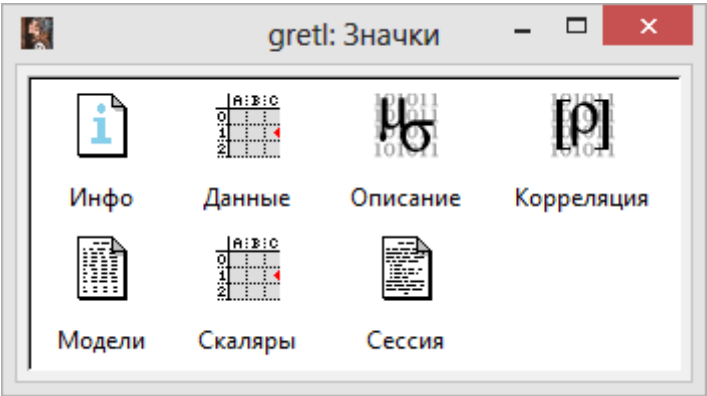 gretl: Значки
Инфо Данные Описание Корреляция
Модели Скаляры Сессия